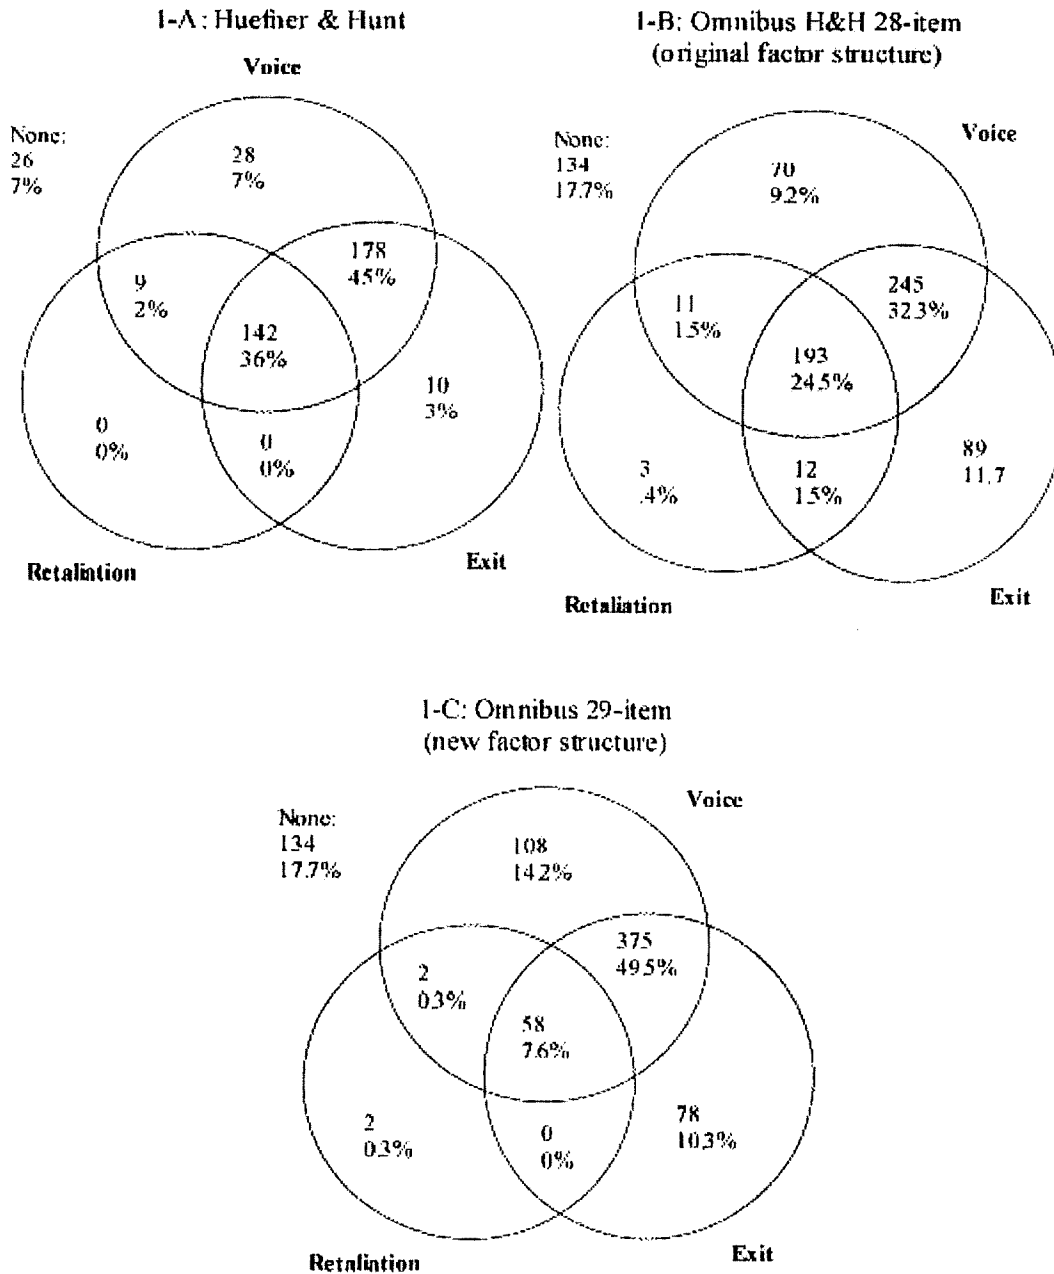 1-A: Huefner & Hunt
Voice
None:
26
7%
28
7%
178
45%
9
2%
142
36%
10
3%
0
0%
0
0%
Retaliation
Exit
1-B: Omnibus H&H 28-item
(original factor structure)
Voice
None:
134
17.7%
70
9.2%
245
32.3%
11
1.5%
193
24.5%
89
11.7
3
.4%
12
1.5%
Retaliation
Exit
1-C: Omnibus 29-item
(new factor structure)
Voice
None:
134
17.7%
108
14.2%
375
49.5%
2
0.3%
58
7.6%
78
10.3%
2
0.3%
0
0%
Retaliation
Exit